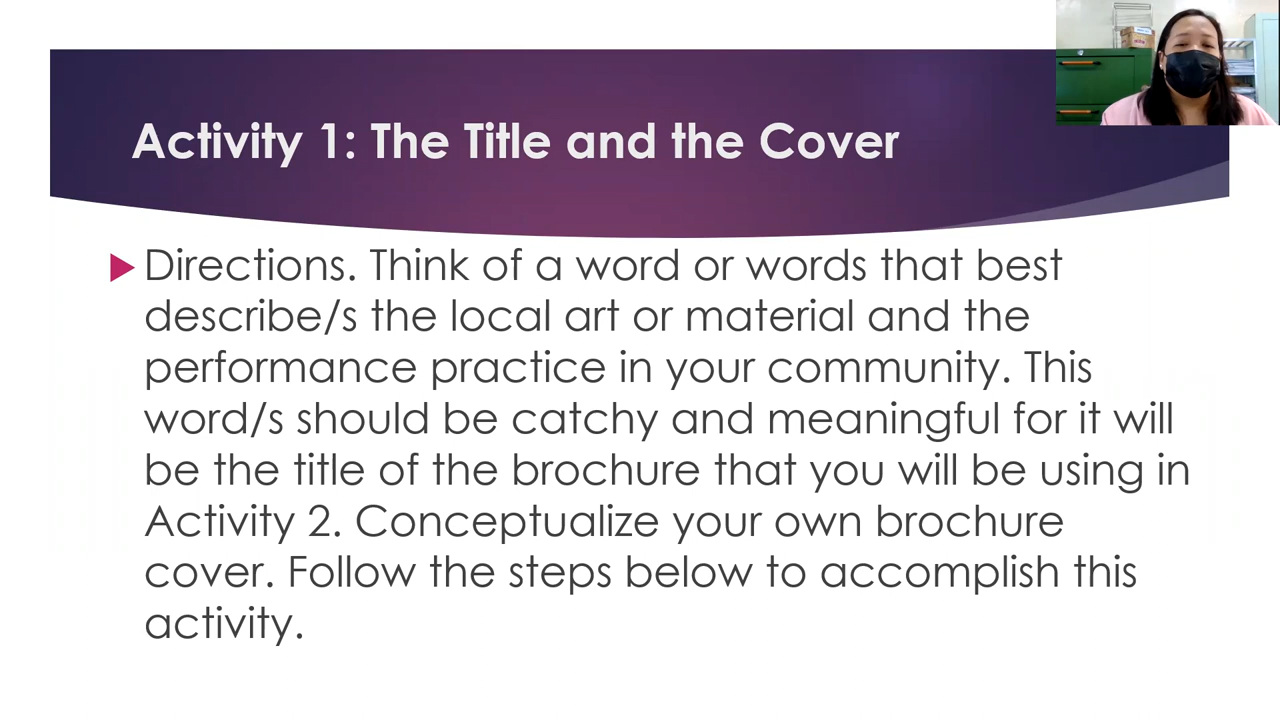 Activity 1: The Title and the Cover
Directions. Think of a word or words that best
describe/s the local art or material and the
performance practice in your community. This
word/s should be catchy and meaningful for it will
be the title of the brochure that you will be using in
Activity 2. Conceptualize your own brochure
cover. Follow the steps below to accomplish this
activity.